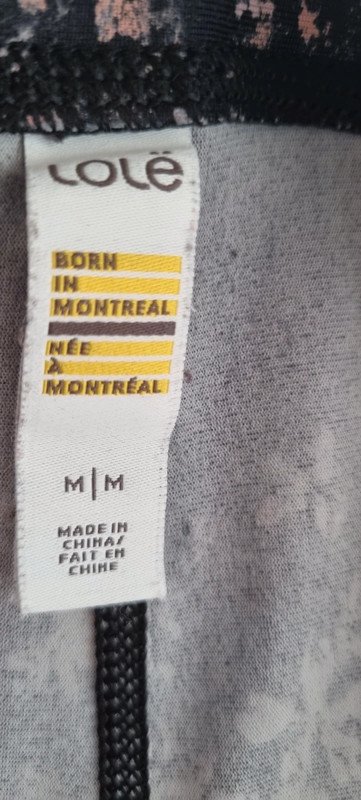 Lolë
BORN
IN
MONTREAL
NÉE
À
MONTRÉAL
M|M
MADE IN
CHINA/
FAIT EN
CHINE